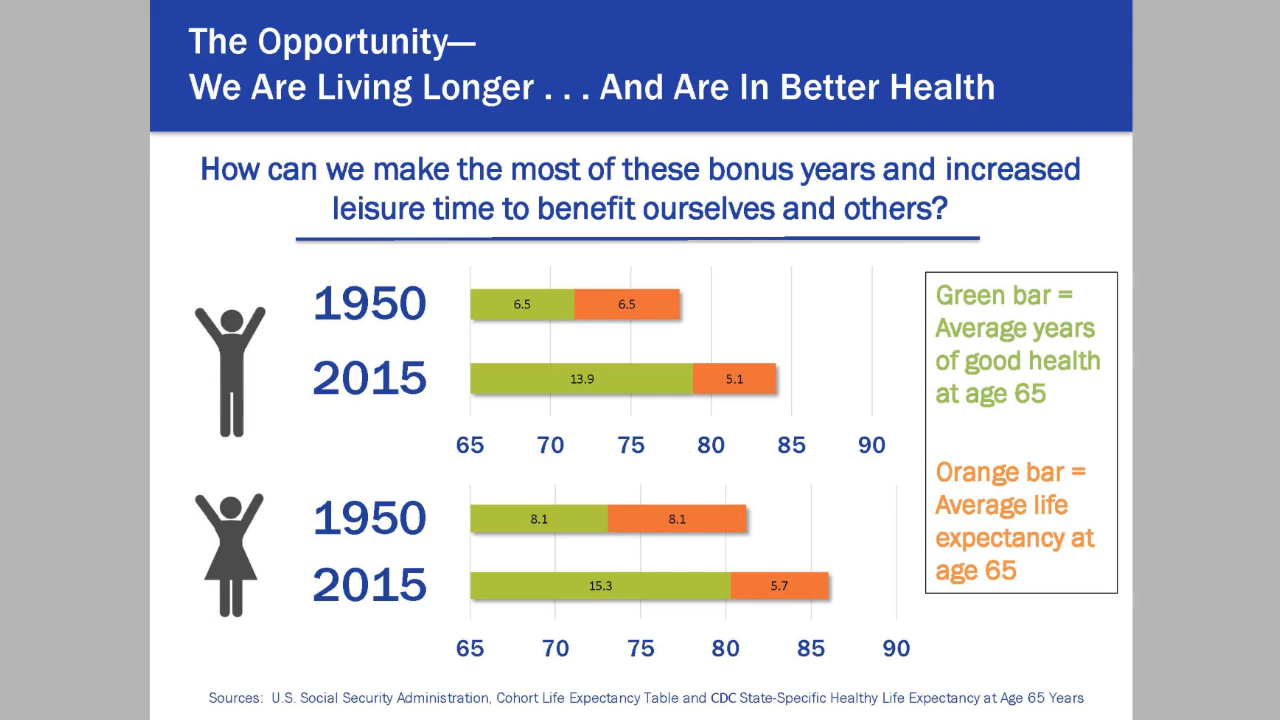 The Opportunity—
We Are Living Longer . . . And Are In Better Health
How can we make the most of these bonus years and increased
leisure time to benefit ourselves and others?
1950
6.5 6.5
2015
13.9 5.1
65 70 75 80 85 90
1950
8.1 8.1
2015
15.3 5.7
65 70 75 80 85 90
Green bar =
Average years
of good health
at age 65
Orange bar =
Average life
expectancy at
age 65
Sources: U.S. Social Security Administration, Cohort Life Expectancy Table and CDC State-Specific Healthy Life Expectancy at Age 65 Years